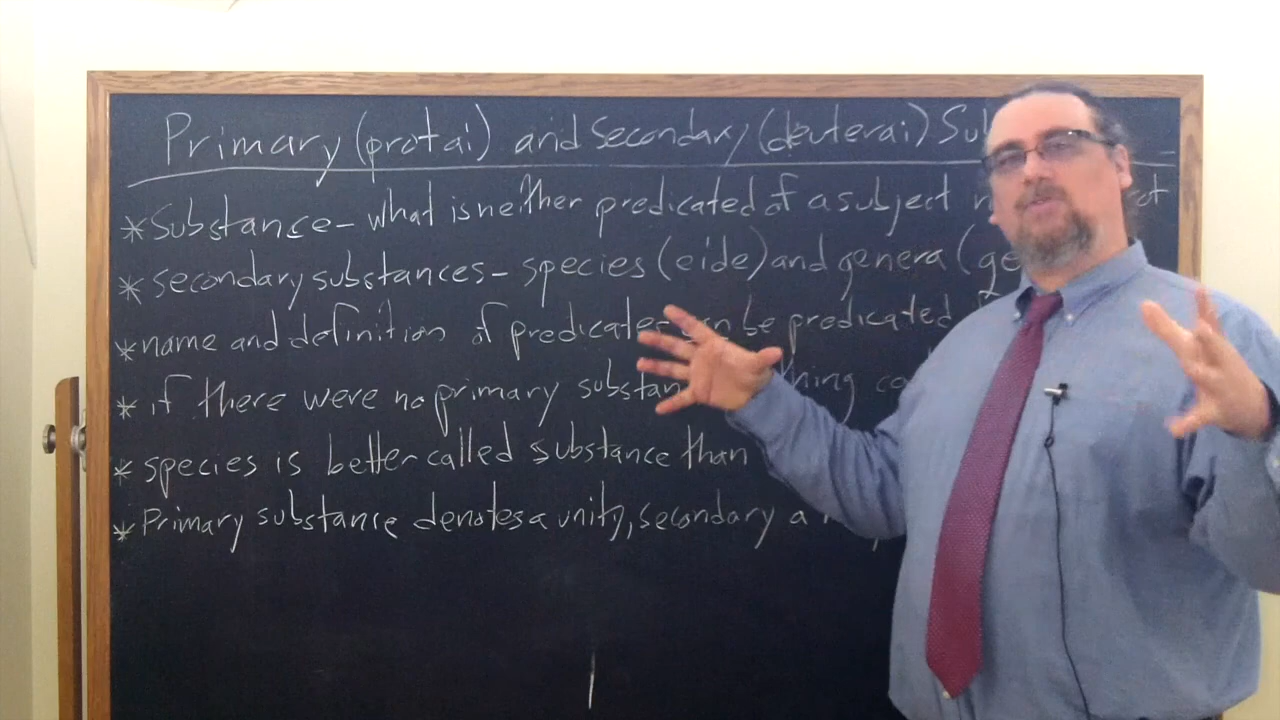 Primary (protai) and Secondary (deuterai) Su
* Substance - what is neither predicated of a subject n
* secondary substances - species (eide) and genera (ge
* name and definition of predicates can be predicated
* if there were no primary substan
* species is better called substance than
* Primary substance denotes a unity, secondary a